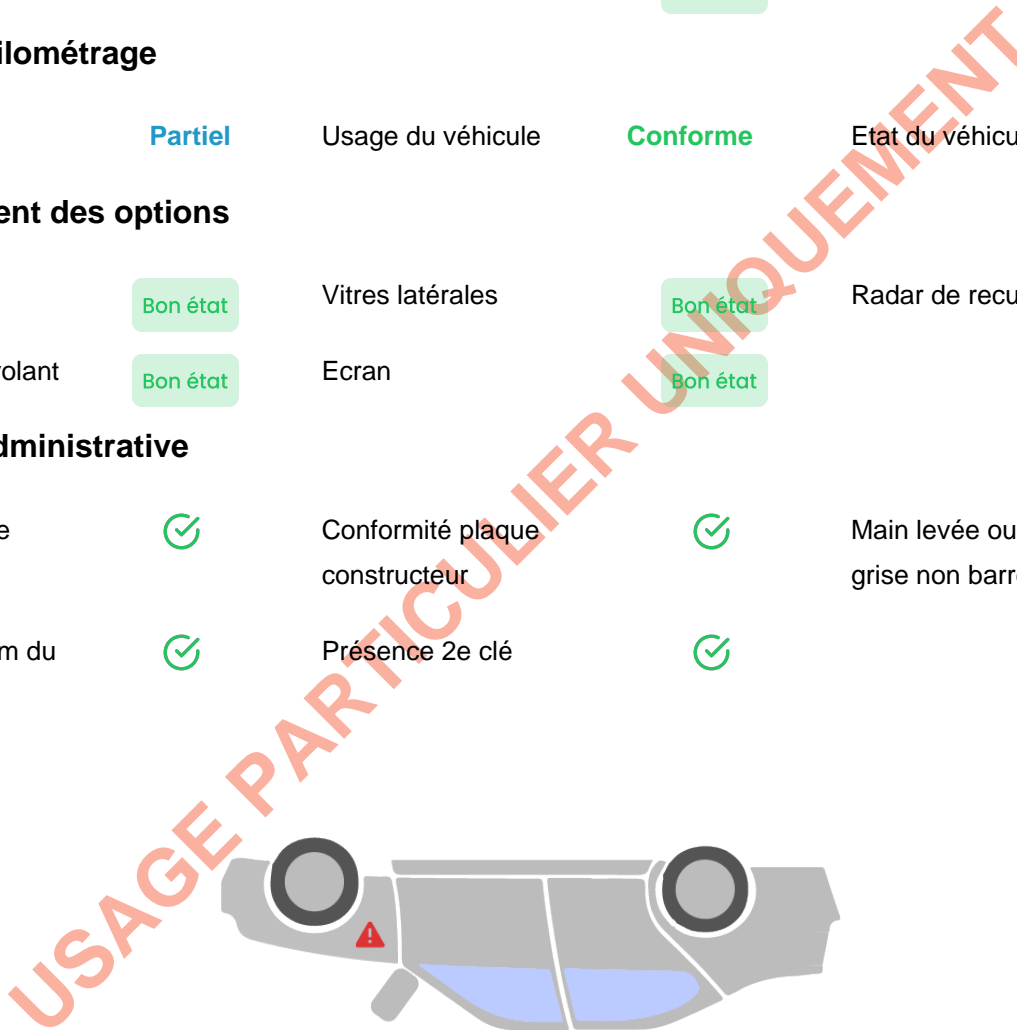 ilométrage
Partiel Usage du véhicule Conforme Etat du véhicu
ent des options
Bon état Vitres latérales Bon état Radar de recu
olant Bon état Ecran Bon état
dministrative
e Conformité plaque Main levée ou
constructeur grise non barr
m du Présence 2e clé
USAGE PARTICULIER UNIQUEMENT